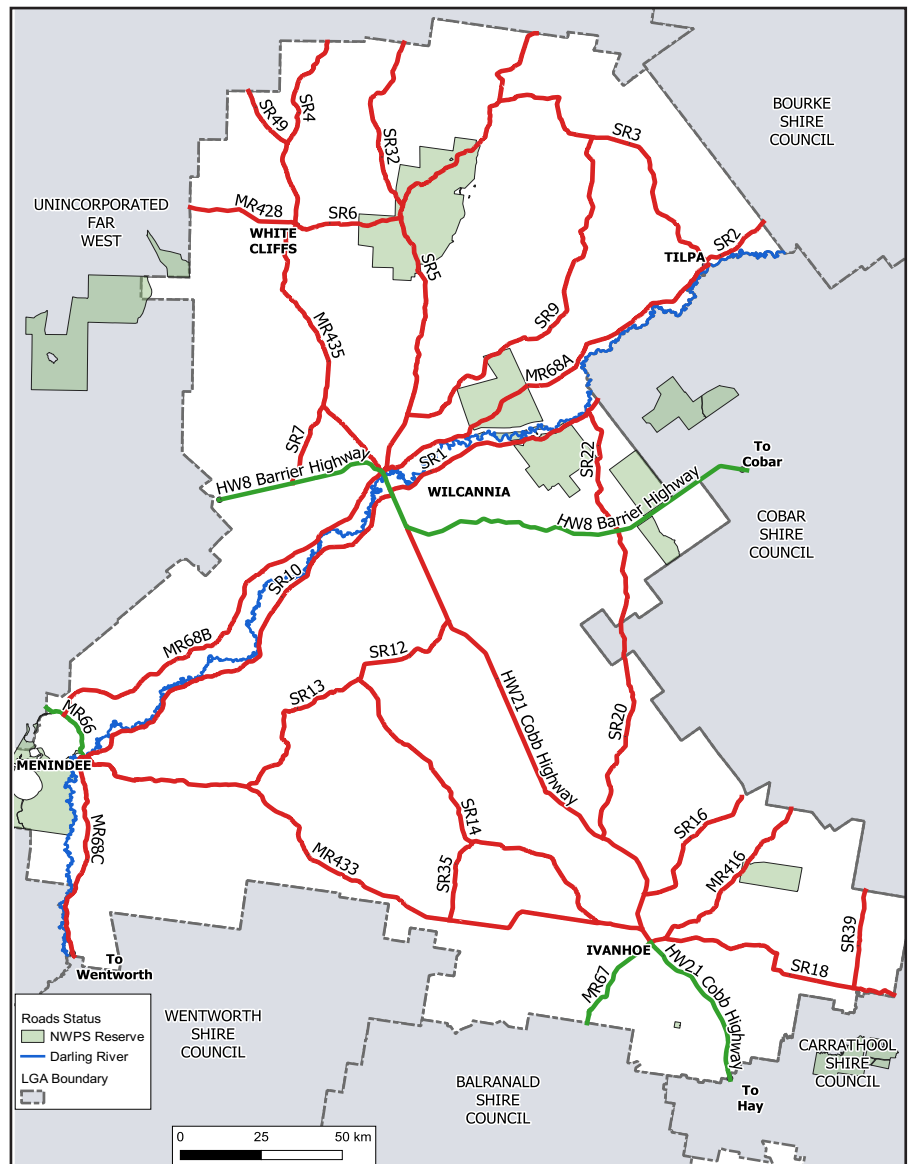 BOURKE
SHIRE
COUNCIL
SR49
SR4
SR32
SR3
UNINCORPORATED
FAR
WEST
MR428
SR6
WHITE
CLIFFS
SR5
TILPA
SR2
MR435
SR9
MR68A
SR7
SR1
SR22
To
Cobar
HW8 Barrier Highway
WILCANNIA
HW8 Barrier Highway
COBAR
SHIRE
COUNCIL
SR10
MR68B
SR12
SR13
HW21 Cobb Highway
SR20
MR66
MENINDEE
MR68C
SR14
SR16
MR433
SR35
MR416
SR39
To
Wentworth
IVANHOE
HW21 Cobb Highway
SR18
MR67
WENTWORTH
SHIRE
COUNCIL
CARRATHOOL
SHIRE
COUNCIL
BALRANALD
SHIRE
COUNCIL
To
Hay
Roads Status
NWPS Reserve
Darling River
LGA Boundary
0 25 50 km